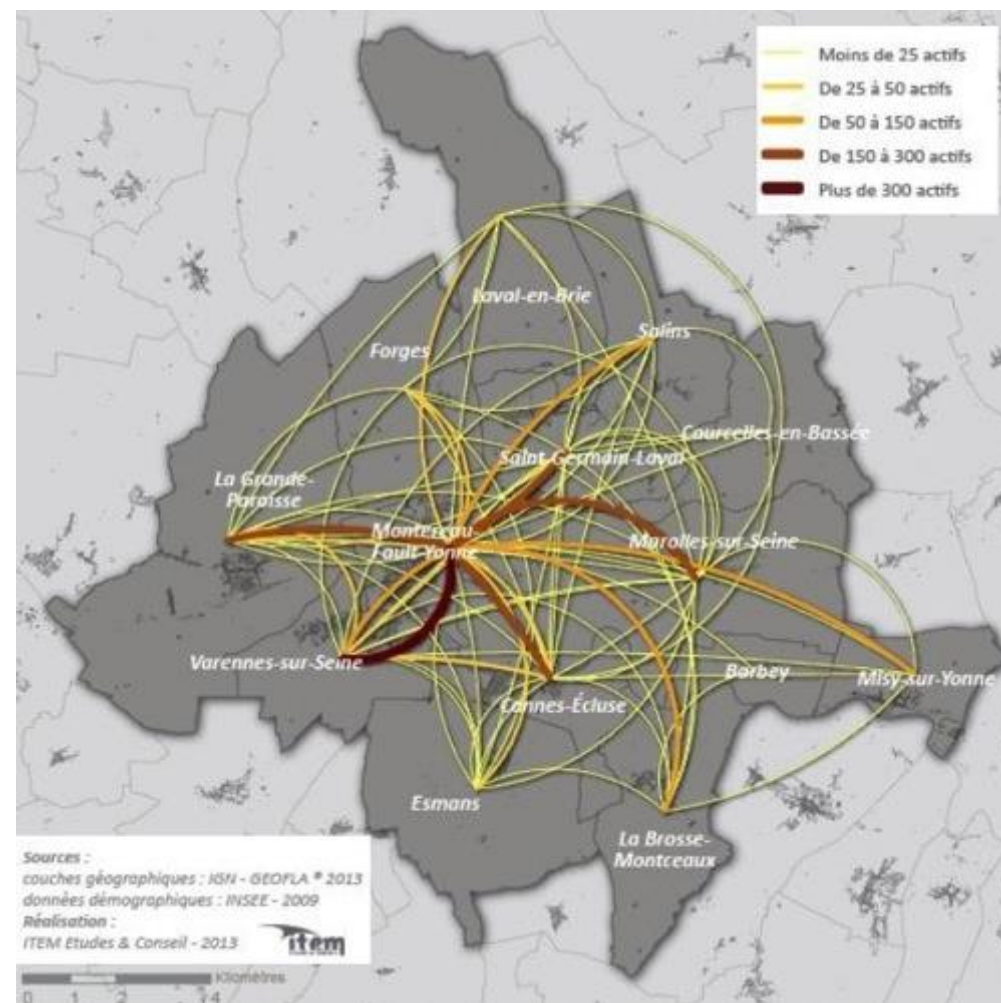 Moins de 25 actifs
De 25 à 50 actifs
De 50 à 150 actifs
De 150 à 300 actifs
Plus de 300 actifs
Laval-en-Brie
Salins
Forges
Courcelles-en-Bassée
Saint-Germain-Laval
La Grande-
Paroisse
Montereau-
Fault-Yonne
Marolles-sur-Seine
Varennes-sur-Seine
Barbey
Misy-sur-Yonne
Cannes-Écluse
Esmans
La Brosse-
Montceaux
Sources :
couches géographiques : IGN - GEOFLA ® 2013
données démographiques : INSEE - 2009
Réalisation :
ITEM Etudes & Conseil - 2013
item
Kilomètres
0 1 2 4